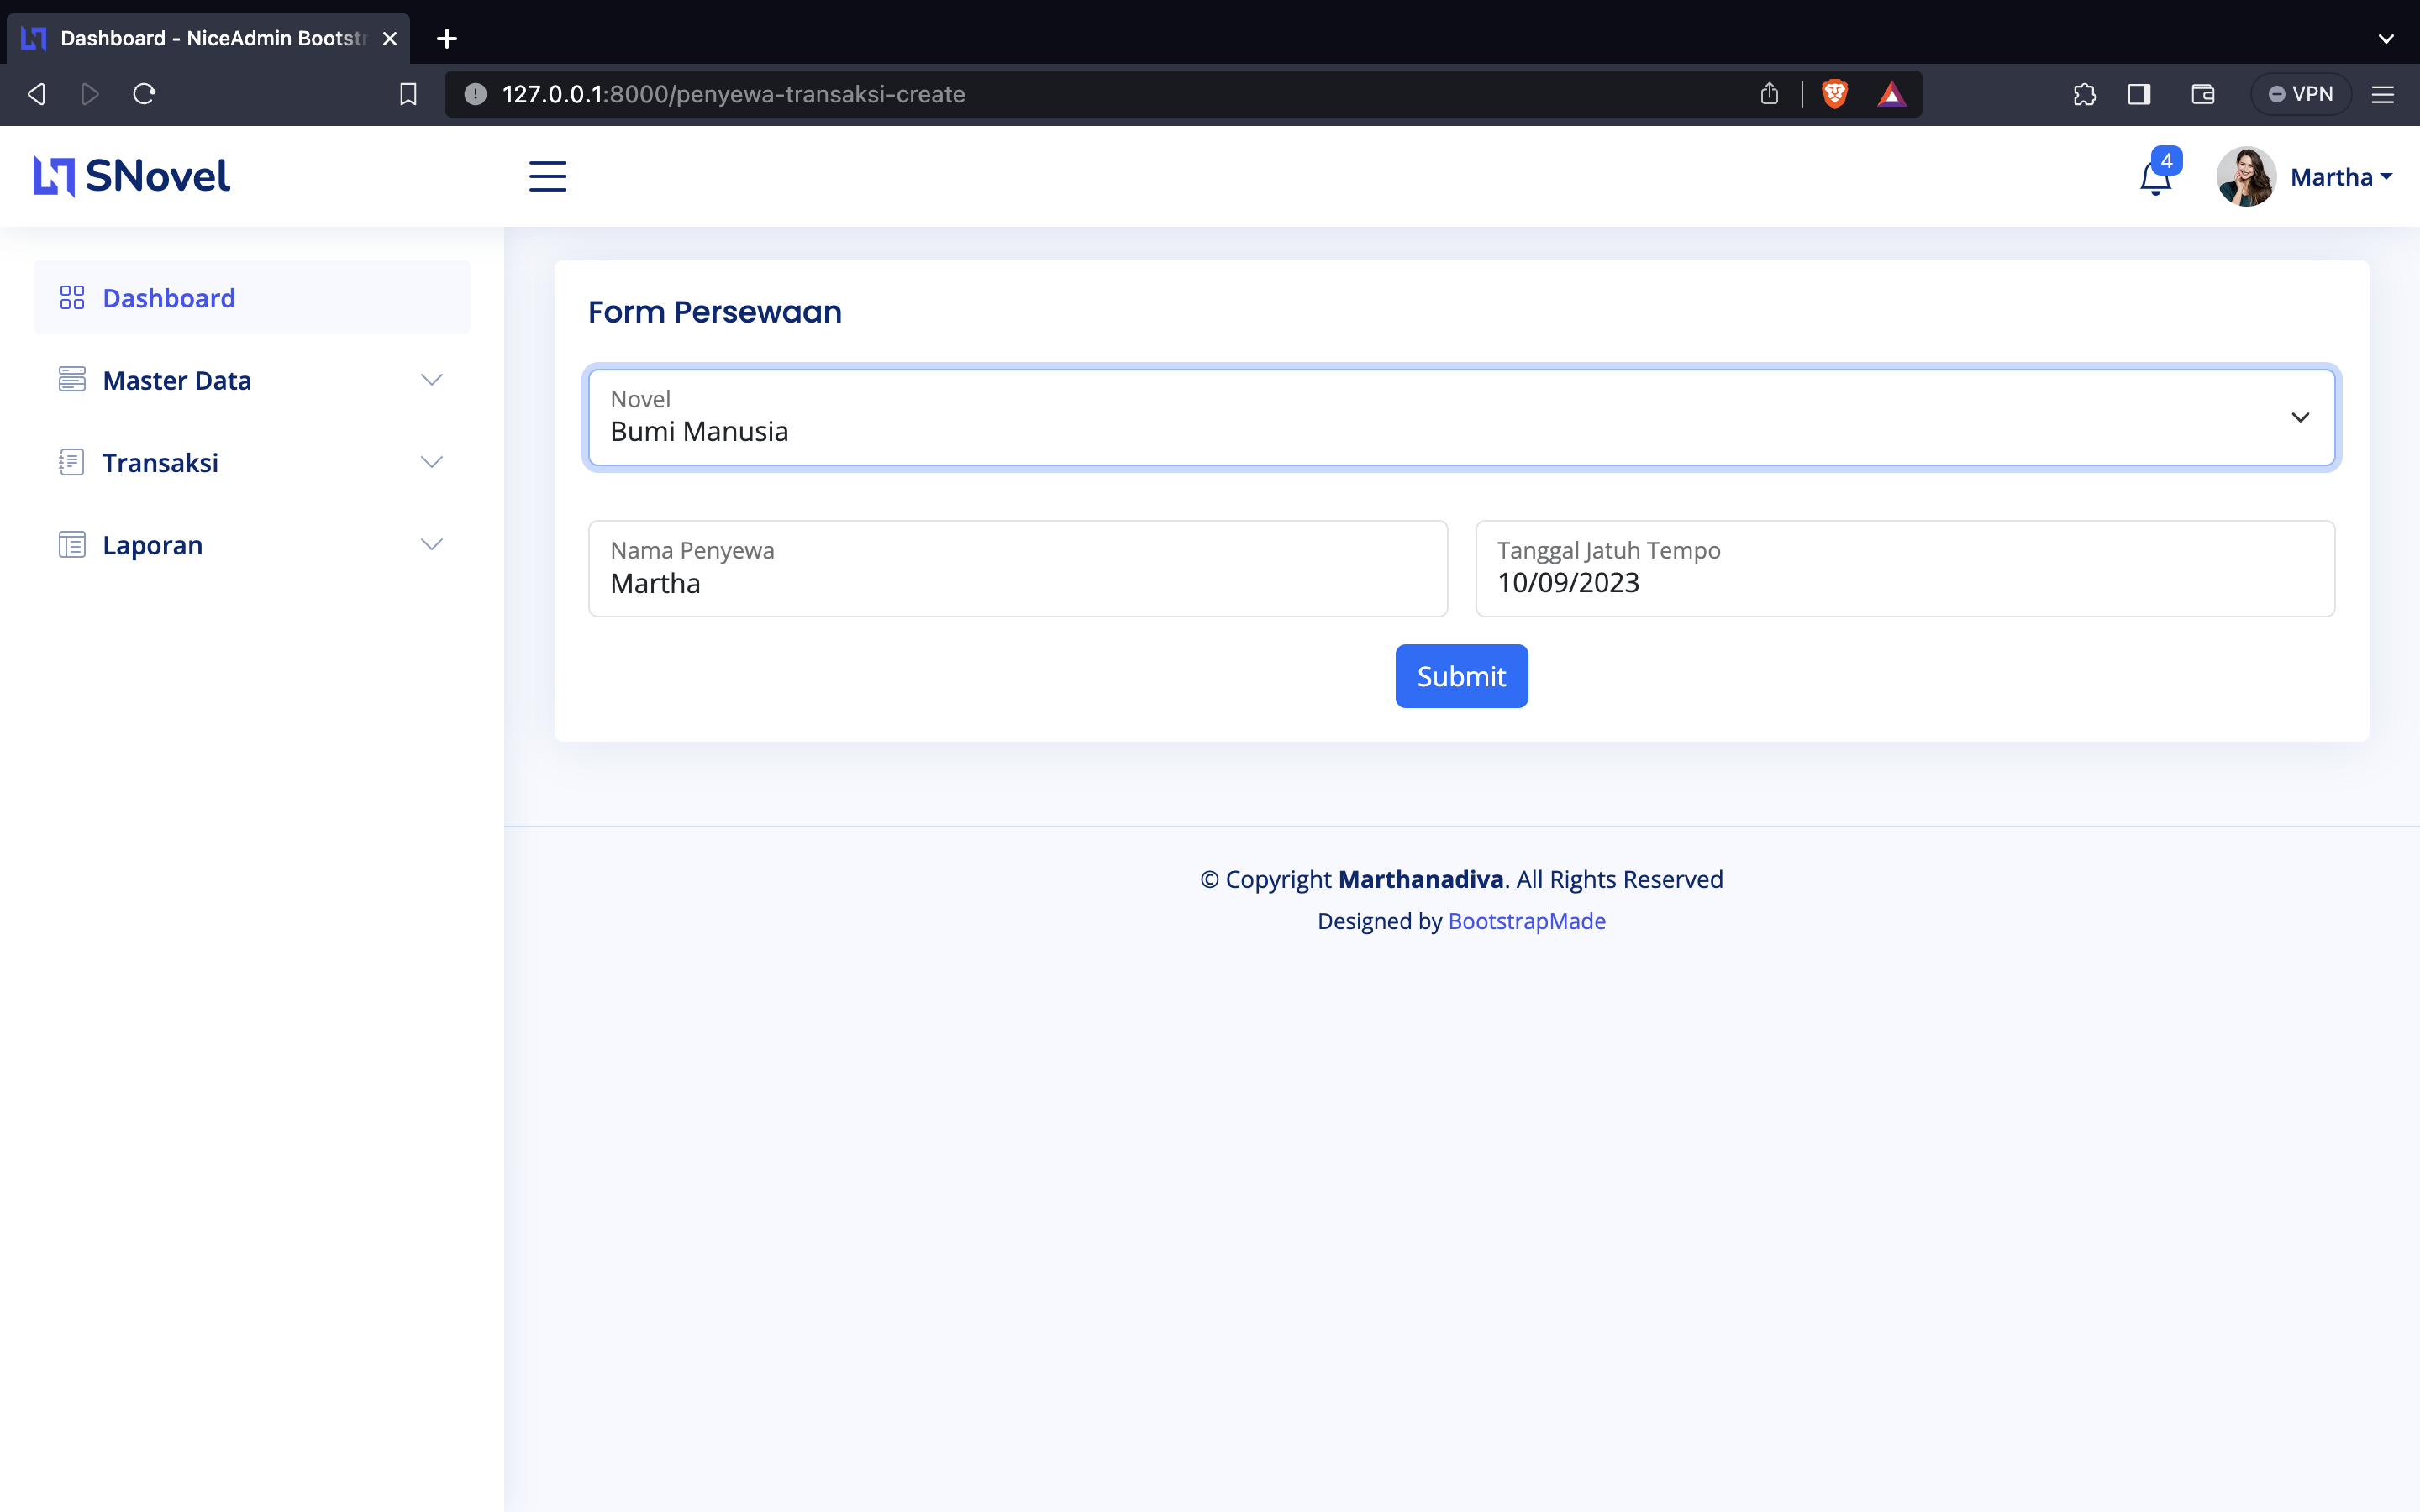 Dashboard - NiceAdmin Bootstr
127.0.0.1:8000/penyewa-transaksi-create
VPN
SNovel
4
Martha
Dashboard
Master Data
Transaksi
Laporan
Form Persewaan
Novel
Bumi Manusia
Nama Penyewa
Martha
Tanggal Jatuh Tempo
10/09/2023
Submit
© Copyright Marthanadiva. All Rights Reserved
Designed by BootstrapMade